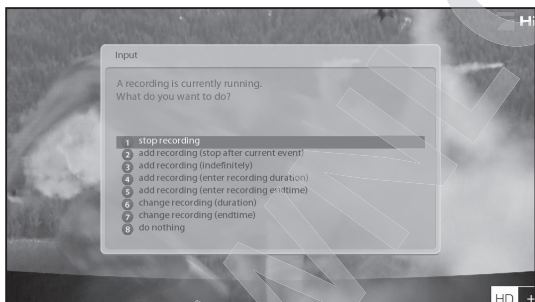 Hi
Input
A recording is currently running.
What do you want to do?
1 stop recording
2 add recording (stop after current event)
3 add recording (indefinitely)
4 add recording (enter recording duration)
5 add recording (enter recording endtime)
6 change recording (duration)
7 change recording (endtime)
8 do nothing
HD +